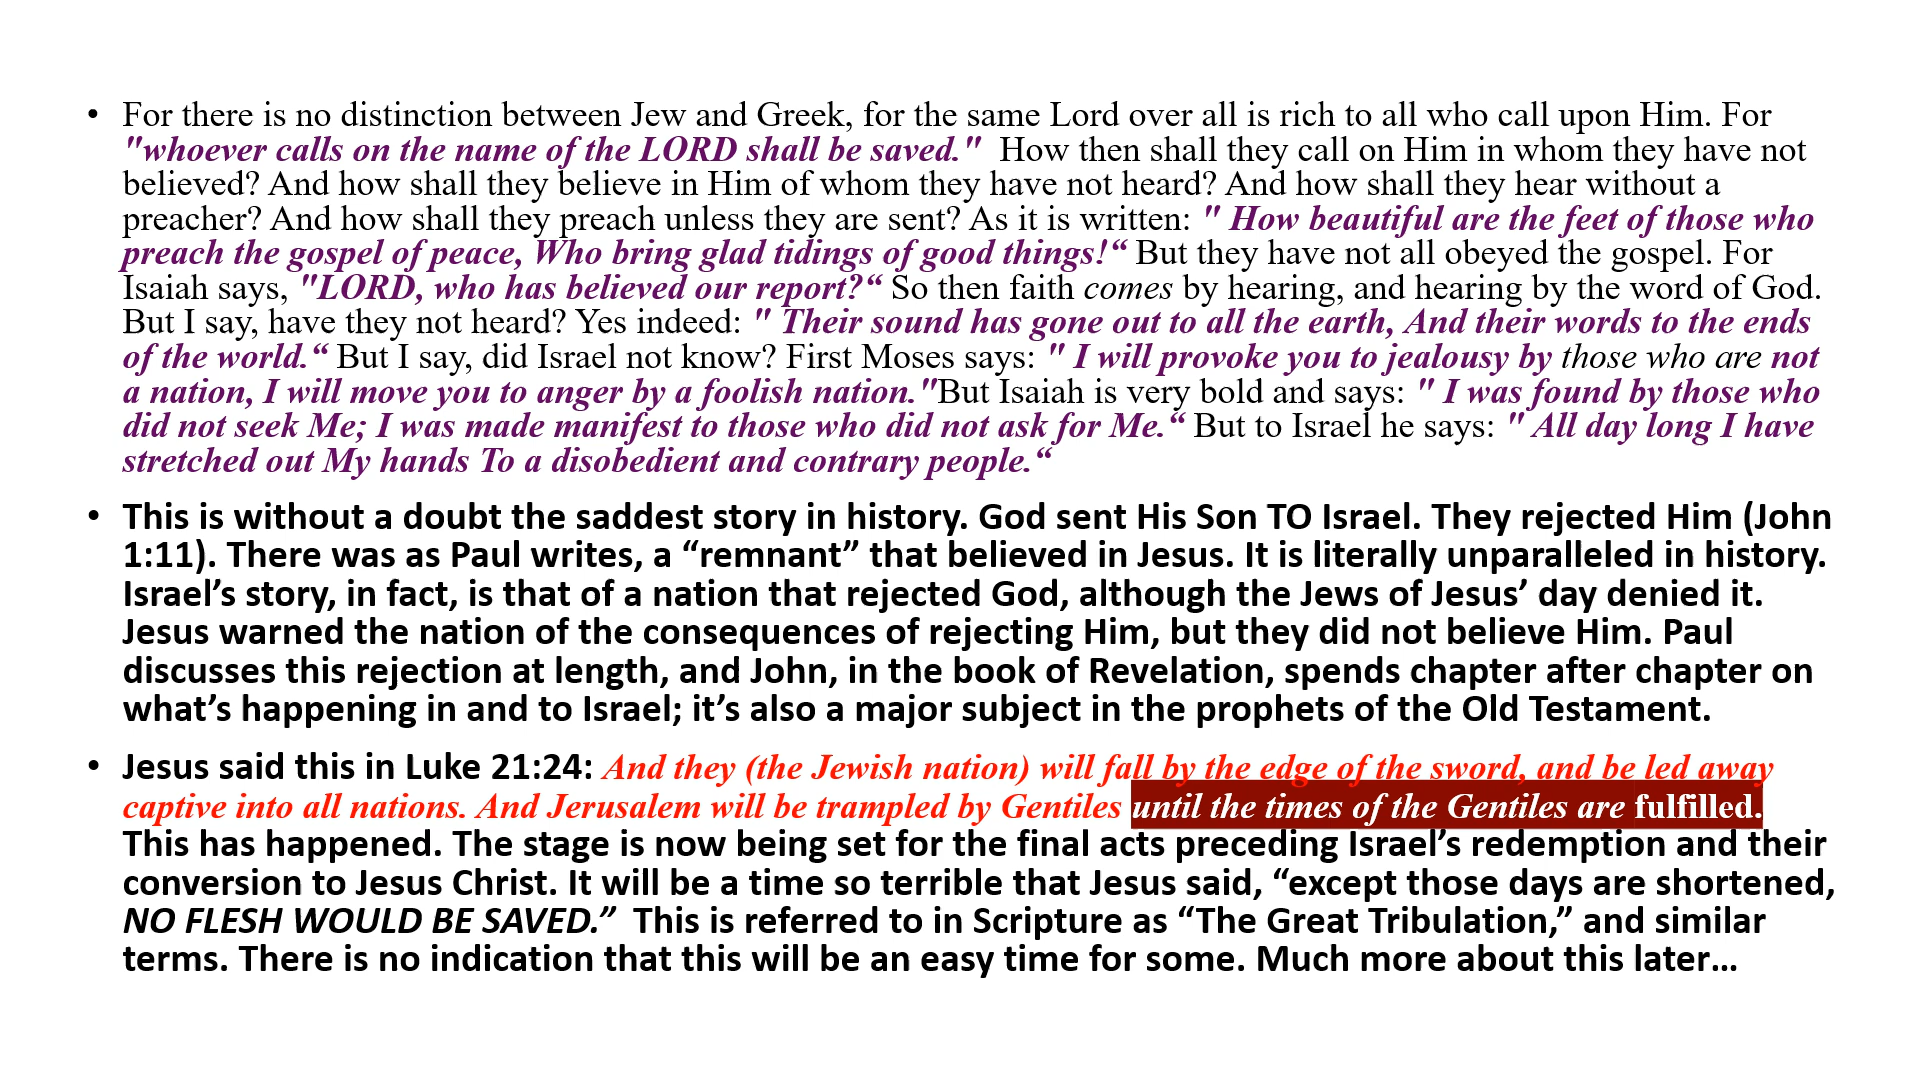 • For there is no distinction between Jew and Greek, for the same Lord over all is rich to all who call upon Him. For
"whoever calls on the name of the LORD shall be saved."  How then shall they call on Him in whom they have not
believed? And how shall they believe in Him of whom they have not heard? And how shall they hear without a
preacher? And how shall they preach unless they are sent? As it is written: " How beautiful are the feet of those who
preach the gospel of peace, Who bring glad tidings of good things!“ But they have not all obeyed the gospel. For
Isaiah says, "LORD, who has believed our report?“ So then faith comes by hearing, and hearing by the word of God.
But I say, have they not heard? Yes indeed: " Their sound has gone out to all the earth, And their words to the ends
of the world.“ But I say, did Israel not know? First Moses says: " I will provoke you to jealousy by those who are not
a nation, I will move you to anger by a foolish nation."But Isaiah is very bold and says: " I was found by those who
did not seek Me; I was made manifest to those who did not ask for Me.“ But to Israel he says: " All day long I have
stretched out My hands To a disobedient and contrary people.“
• This is without a doubt the saddest story in history. God sent His Son TO Israel. They rejected Him (John
1:11). There was as Paul writes, a “remnant” that believed in Jesus. It is literally unparalleled in history.
Israel’s story, in fact, is that of a nation that rejected God, although the Jews of Jesus’ day denied it.
Jesus warned the nation of the consequences of rejecting Him, but they did not believe Him. Paul
discusses this rejection at length, and John, in the book of Revelation, spends chapter after chapter on
what’s happening in and to Israel; it’s also a major subject in the prophets of the Old Testament.
• Jesus said this in Luke 21:24: And they (the Jewish nation) will fall by the edge of the sword, and be led away
captive into all nations. And Jerusalem will be trampled by Gentiles until the times of the Gentiles are fulfilled.
This has happened. The stage is now being set for the final acts preceding Israel’s redemption and their
conversion to Jesus Christ. It will be a time so terrible that Jesus said, “except those days are shortened,
NO FLESH WOULD BE SAVED.”  This is referred to in Scripture as “The Great Tribulation,” and similar
terms. There is no indication that this will be an easy time for some. Much more about this later…